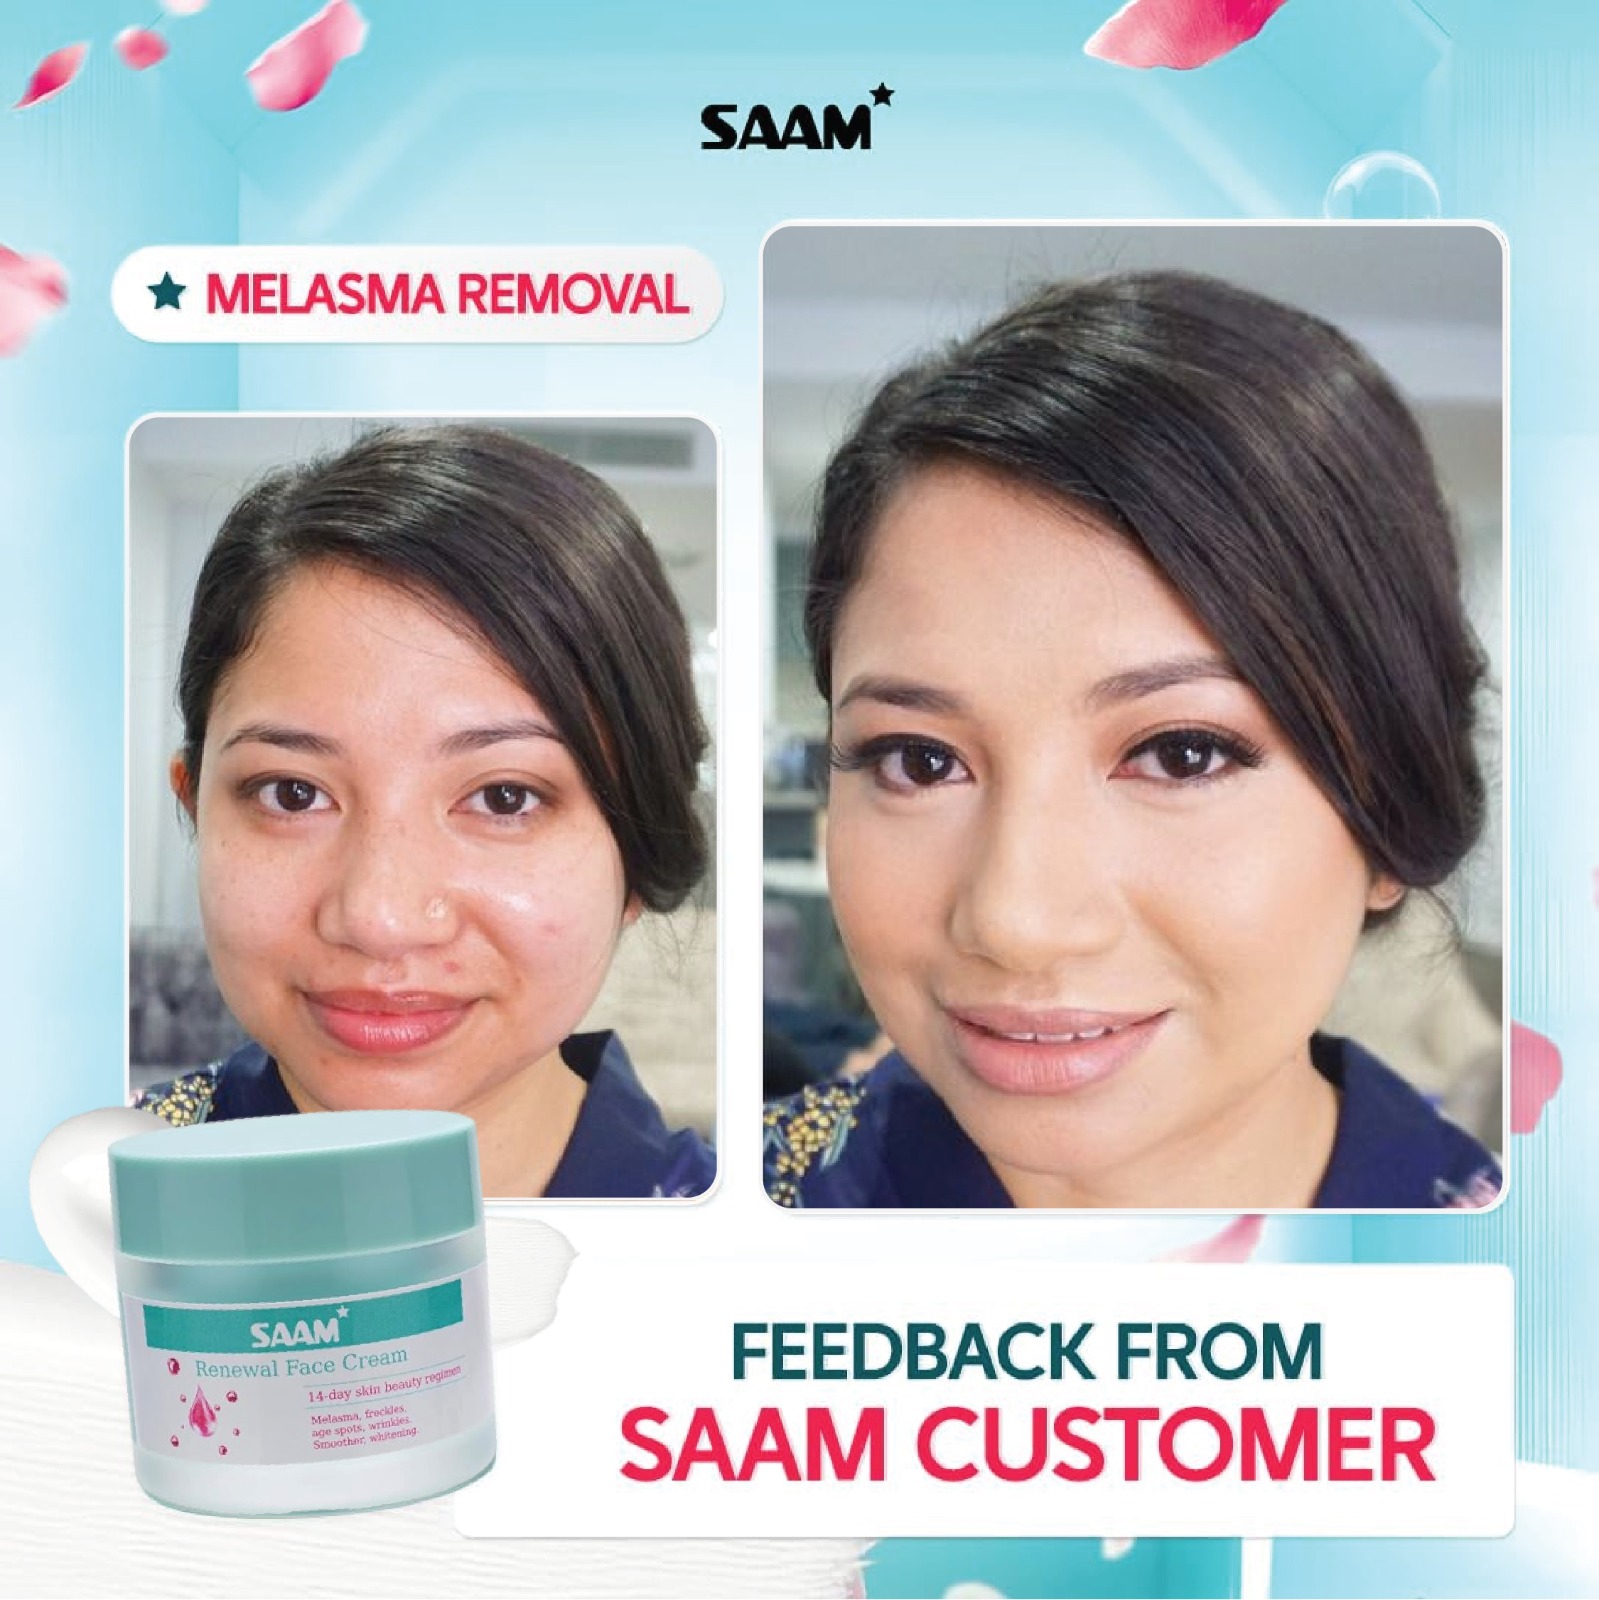 SAAM
MELASMA REMOVAL
SAAM
Renewal Face Cream
14-day skin beauty regimen
Melasma, freckles,
age spots, wrinkles.
Smoother, whitening.
FEEDBACK FROM
SAAM CUSTOMER